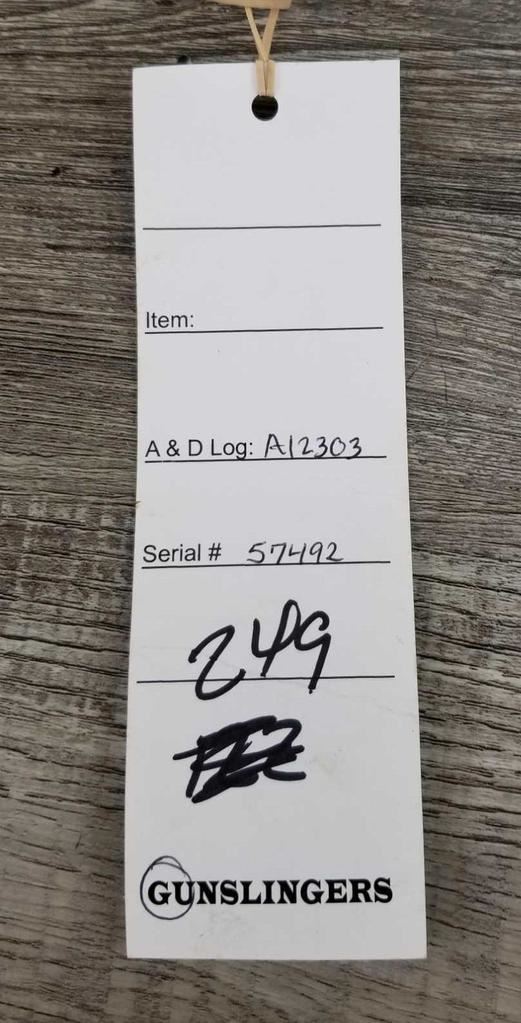 Item:
A & D Log: A12303
Serial # 57492
249
GUNSLINGERS